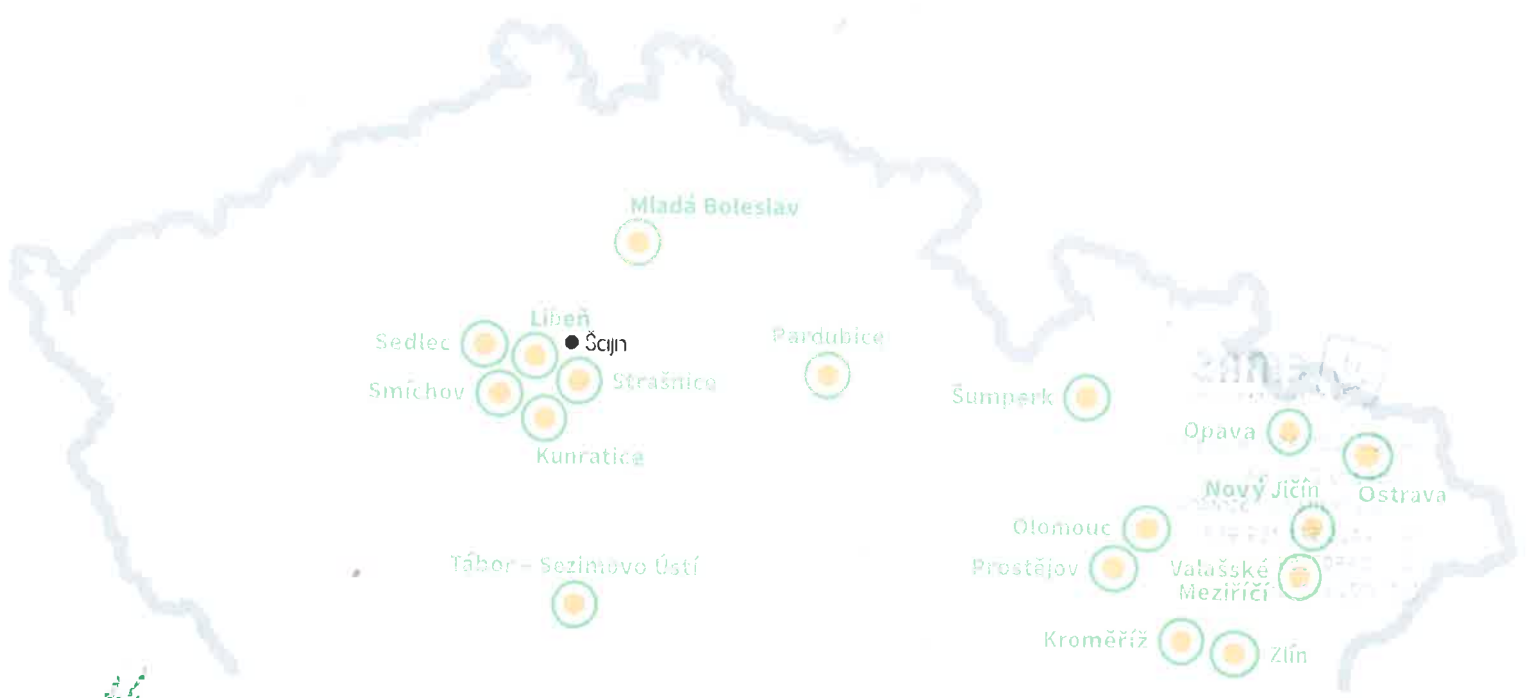 Mladá Boleslav
Libeň
Sedlec
Šajn
Pardubice
Smíchov
Strašnice
Šumperk
Kunratice
Opava
Nový Jičín
Ostrava
Olomouc
Tábor – Sezimovo Ústí
Prostějov
Valašské
Meziříčí
Kroměříž
Zlín